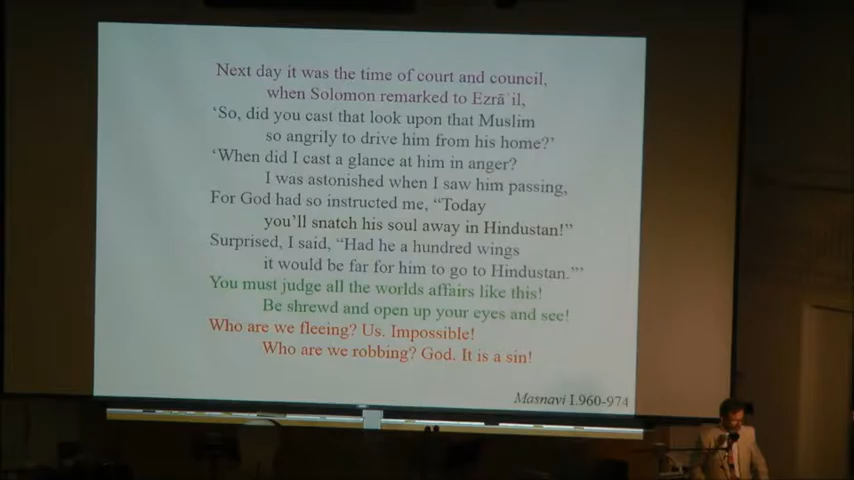 Next day it was the time of court and council,
when Solomon remarked to Ezrāʾil,
‘So, did you cast that look upon that Muslim
so angrily to drive him from his home?’
‘When did I cast a glance at him in anger?
I was astonished when I saw him passing,
For God had so instructed me, “Today
you’ll snatch his soul away in Hindustan!”
Surprised, I said, “Had he a hundred wings
it would be far for him to go to Hindustan.”’
You must judge all the worlds affairs like this!
Be shrewd and open up your eyes and see!
Who are we fleeing? Us. Impossible!
Who are we robbing? God. It is a sin!
Masnavi I.960-974